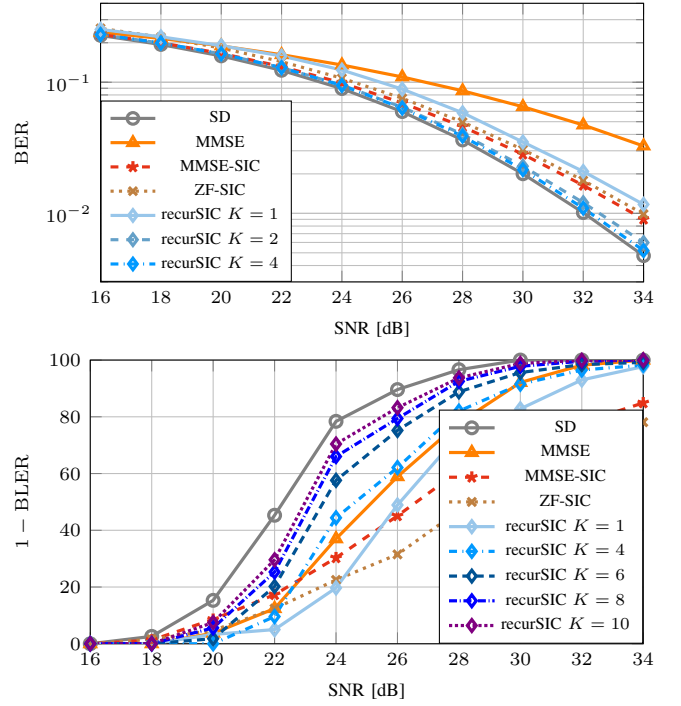 BER
10⁻¹
10⁻²
SD
MMSE
MMSE-SIC
ZF-SIC
recurSIC K = 1
recurSIC K = 2
recurSIC K = 4
16 18 20 22 24 26 28 30 32 34
SNR [dB]
1 − BLER
100
80
60
40
20
0
SD
MMSE
MMSE-SIC
ZF-SIC
recurSIC K = 1
recurSIC K = 4
recurSIC K = 6
recurSIC K = 8
recurSIC K = 10
16 18 20 22 24 26 28 30 32 34
SNR [dB]